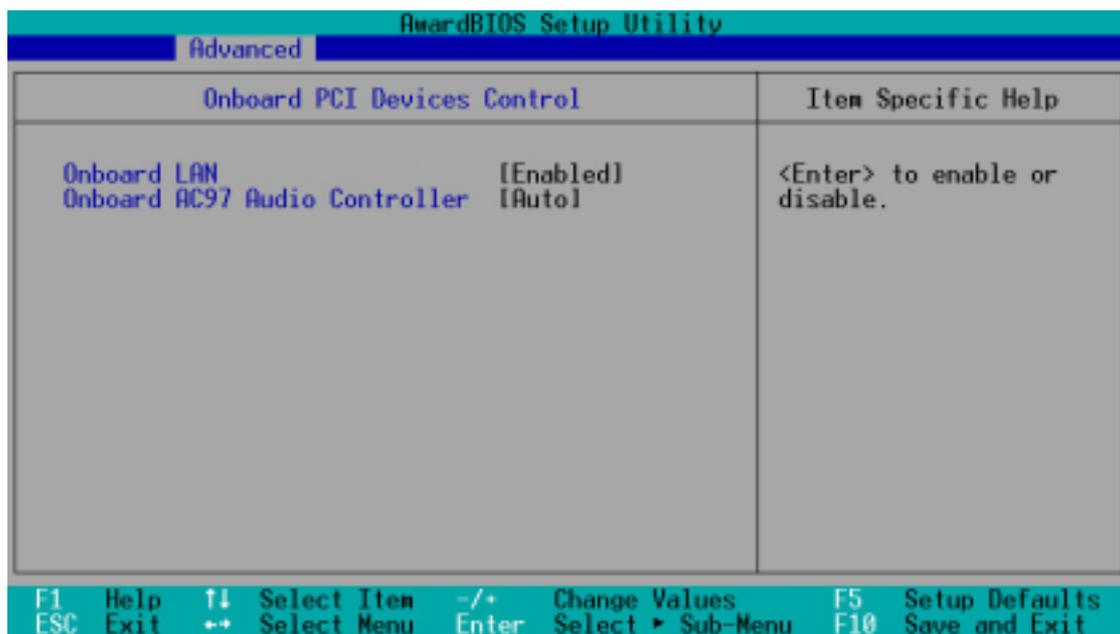 AwardBIOS Setup Utility
Advanced
Onboard PCI Devices Control
Item Specific Help
Onboard LAN [Enabled]
Onboard AC97 Audio Controller [Auto]
<Enter> to enable or
disable.
F1 Help ↑↓ Select Item -/+ Change Values F5 Setup Defaults
ESC Exit ←→ Select Menu Enter Select ► Sub-Menu F10 Save and Exit